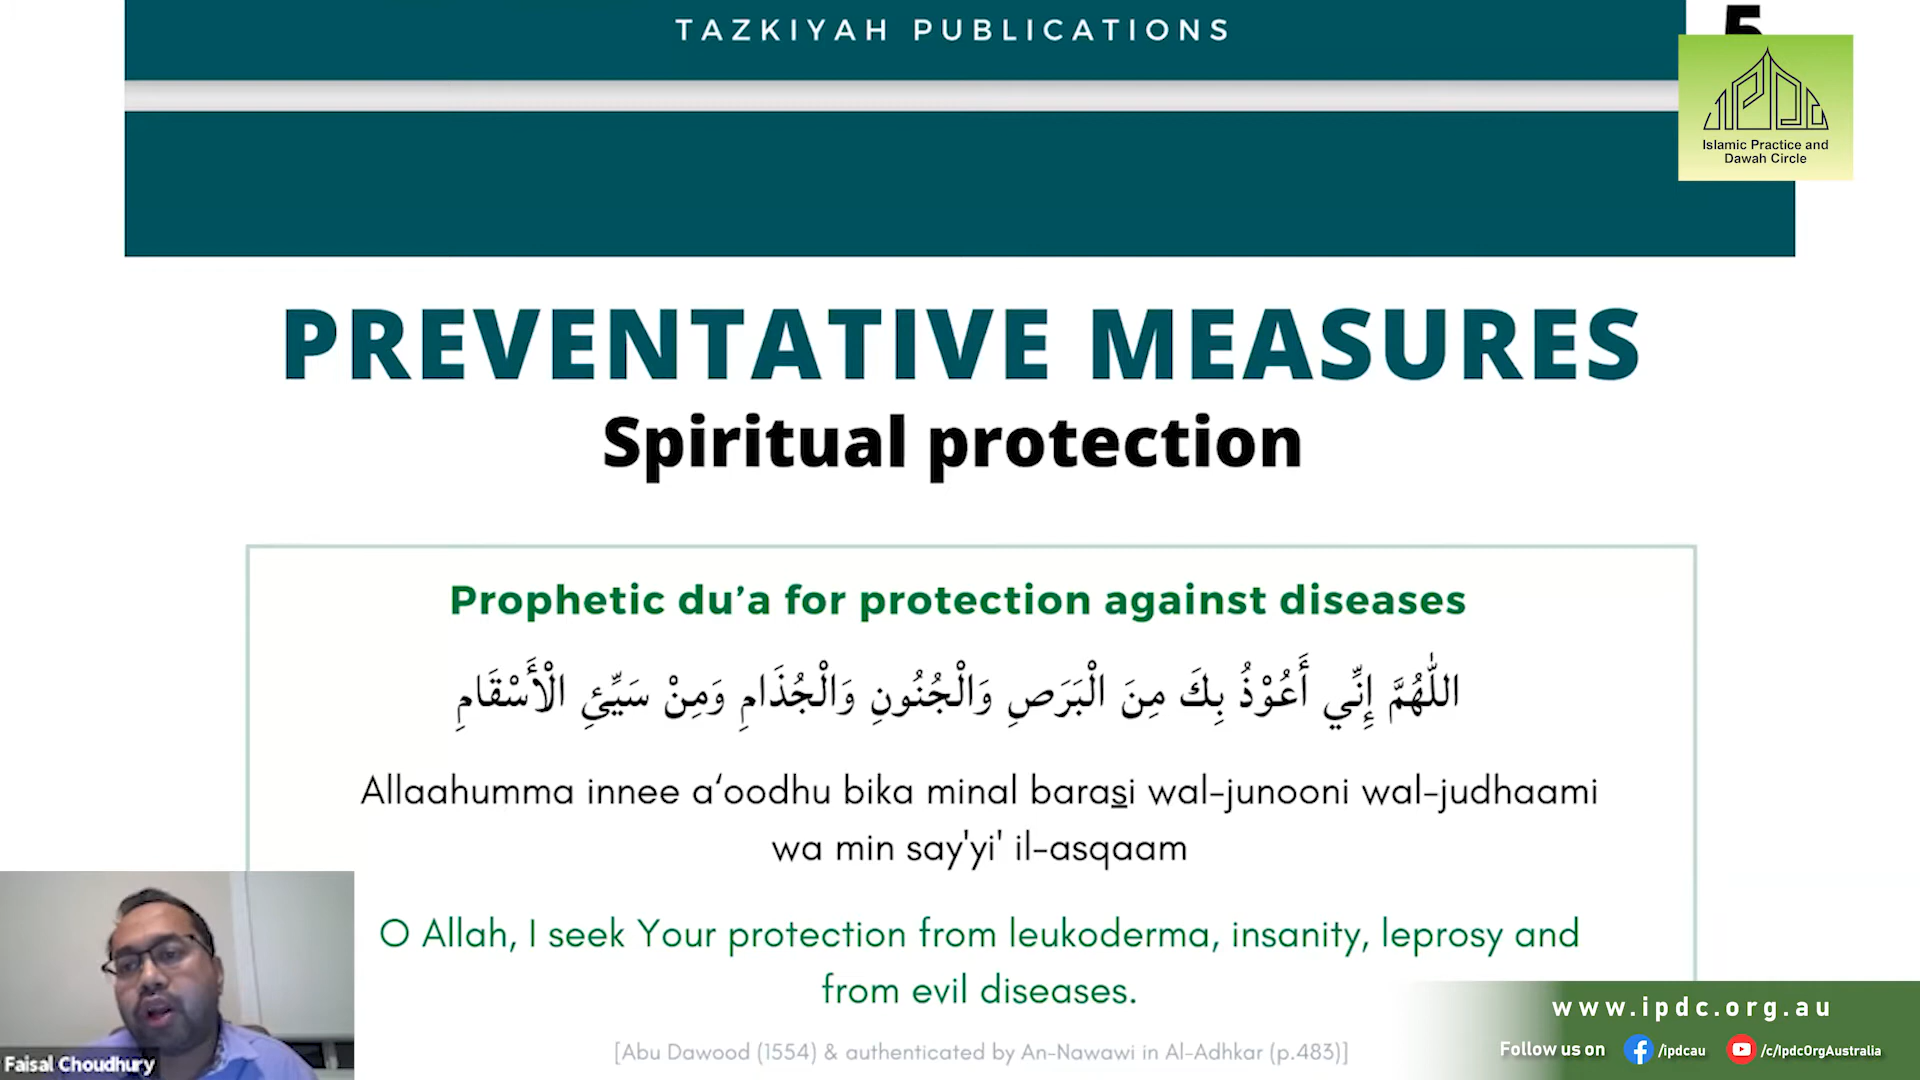 TAZKIYAH PUBLICATIONS
5
Islamic Practice and
Dawah Circle
PREVENTATIVE MEASURES
Spiritual protection
Prophetic du’a for protection against diseases
اللّٰهُمَّ إِنِّي أَعُوْذُ بِكَ مِنَ الْبَرَصِ وَالْجُنُونِ وَالْجُذَامِ وَمِنْ سَيِّئِ الْأَسْقَامِ
Allaahumma innee a‘oodhu bika minal barasi wal-junooni wal-judhaami
wa min say'yi' il-asqaam
O Allah, I seek Your protection from leukoderma, insanity, leprosy and
from evil diseases.
[Abu Dawood (1554) & authenticated by An-Nawawi in Al-Adhkar (p.483)]
Faisal Choudhury
www.ipdc.org.au
Follow us on /ipdcau /c/IpdcOrgAustralia